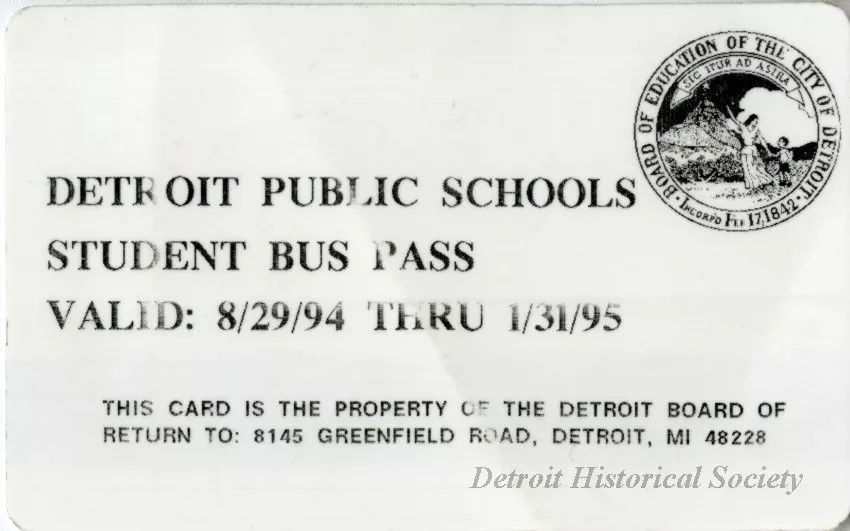 BOARD OF EDUCATION OF THE CITY OF DETROIT
SIC ITUR AD ASTRA
INCORP'D FEB 17, 1842
DETROIT PUBLIC SCHOOLS
STUDENT BUS PASS
VALID: 8/29/94 THRU 1/31/95
THIS CARD IS THE PROPERTY OF THE DETROIT BOARD OF
RETURN TO: 8145 GREENFIELD ROAD, DETROIT, MI 48228
Detroit Historical Society